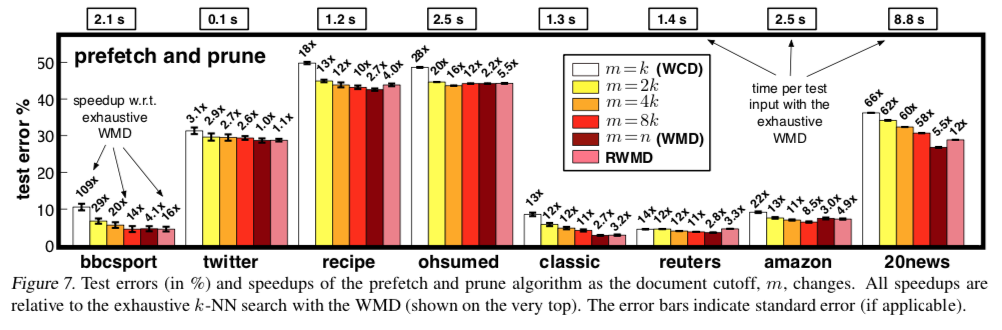 2.1 s 0.1 s 1.2 s 2.5 s 1.3 s 1.4 s 2.5 s 8.8 s
prefetch and prune
test error %
50
40
30
20
10
0
speedup w.r.t.
exhaustive
WMD
109x 29x 20x 14x 4.1x 16x
3.1x 2.9x 2.7x 2.6x 1.0x 1.1x
18x 13x 12x 10x 2.7x 4.0x
28x 20x 16x 12x 2.2x 5.5x
13x 12x 12x 11x 2.7x 3.2x
14x 12x 12x 11x 2.8x 3.3x
22x 13x 11x 8.5x 3.0x 4.9x
66x 62x 60x 58x 5.5x 12x
m = k (WCD)
m = 2k
m = 4k
m = 8k
m = n (WMD)
RWMD
time per test
input with the
exhaustive
WMD
bbcsport twitter recipe ohsumed classic reuters amazon 20news
Figure 7. Test errors (in %) and speedups of the prefetch and prune algorithm as the document cutoff, m, changes. All speedups are
relative to the exhaustive k-NN search with the WMD (shown on the very top). The error bars indicate standard error (if applicable).